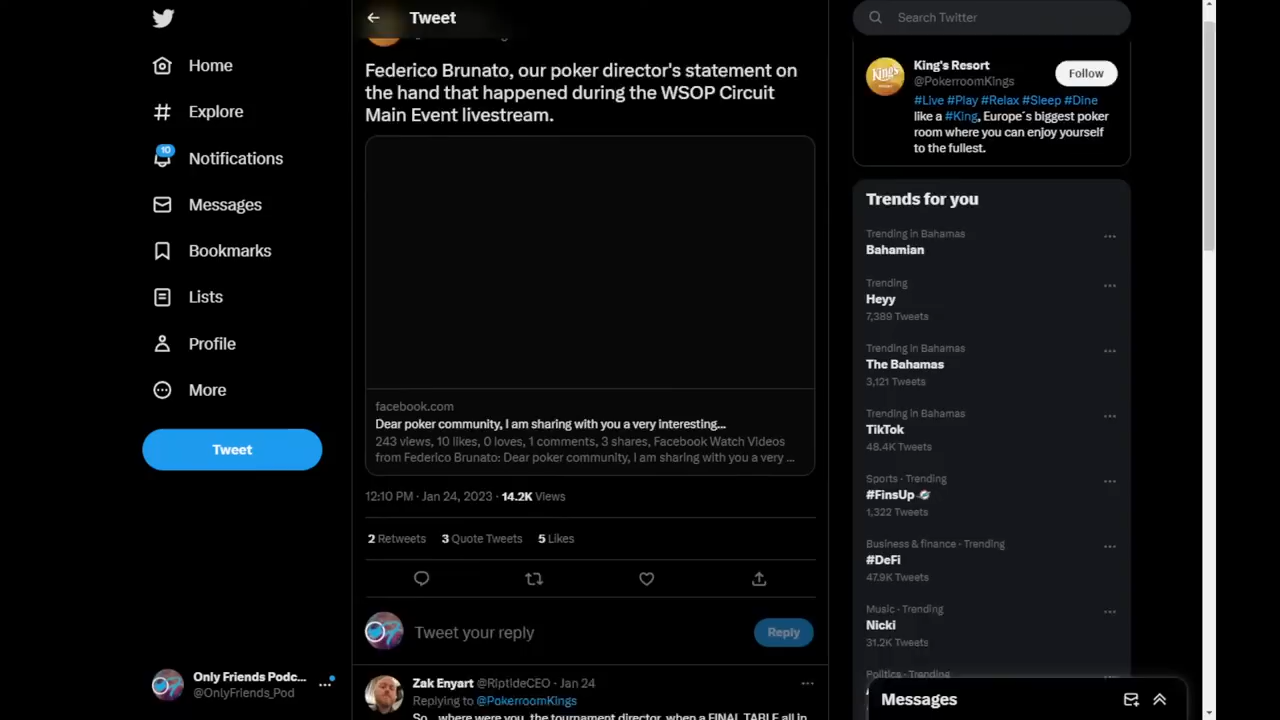 Tweet
Search Twitter
Home
Explore
10
Notifications
Messages
Bookmarks
Lists
Profile
More
Tweet
Only Friends Podc...
@OnlyFriends_Pod
Federico Brunato, our poker director's statement on
the hand that happened during the WSOP Circuit
Main Event livestream.
facebook.com
Dear poker community, I am sharing with you a very interesting...
243 views, 10 likes, 0 loves, 1 comments, 3 shares, Facebook Watch Videos
from Federico Brunato: Dear poker community, I am sharing with you a very ...
12:10 PM · Jan 24, 2023 · 14.2K Views
2 Retweets 3 Quote Tweets 5 Likes
Tweet your reply
Reply
Zak Enyart @RiptideCEO · Jan 24
Replying to @PokerroomKings
So.. where were you, the tournament director, when a FINAL TABLE all in
Kings
King's Resort
@PokerroomKings
Follow
#Live #Play #Relax #Sleep #Dine
like a #King, Europe´s biggest poker
room where you can enjoy yourself
to the fullest.
Trends for you
Trending in Bahamas
Bahamian
Trending
Heyy
7,389 Tweets
Trending in Bahamas
The Bahamas
3,121 Tweets
Trending in Bahamas
TikTok
48.4K Tweets
Sports · Trending
#FinsUp
1,322 Tweets
Business & finance · Trending
#DeFi
47.9K Tweets
Music · Trending
Nicki
31.2K Tweets
Politics · Trending
Messages